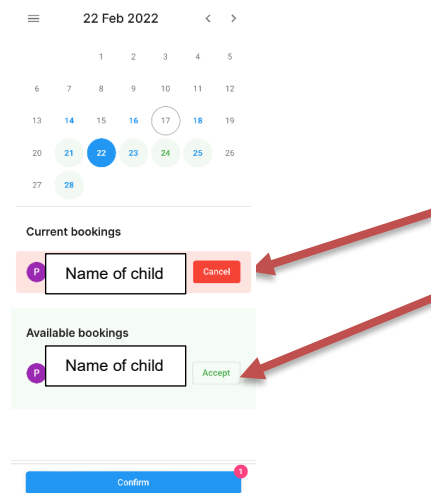 22 Feb 2022
1 2 3 4 5
6 7 8 9 10 11 12
13 14 15 16 17 18 19
20 21 22 23 24 25 26
27 28
Current bookings
P Name of child Cancel
Available bookings
P Name of child Accept
1
Confirm